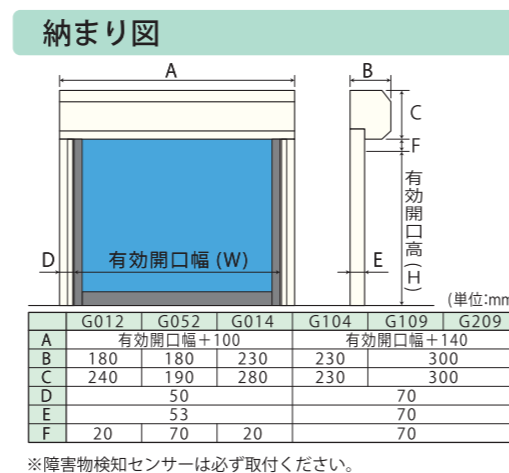 納まり図
A
B
C
F
有効開口高(H)
D
有効開口幅(W)
E
(単位:mm
G012 G052 G014 G104 G109 G209
A 有効開口幅+100 有効開口幅+140
B 180 180 230 230 300
C 240 190 280 230 300
D 50 70
E 53 70
F 20 70 20 70
※障害物検知センサーは必ず取付ください。